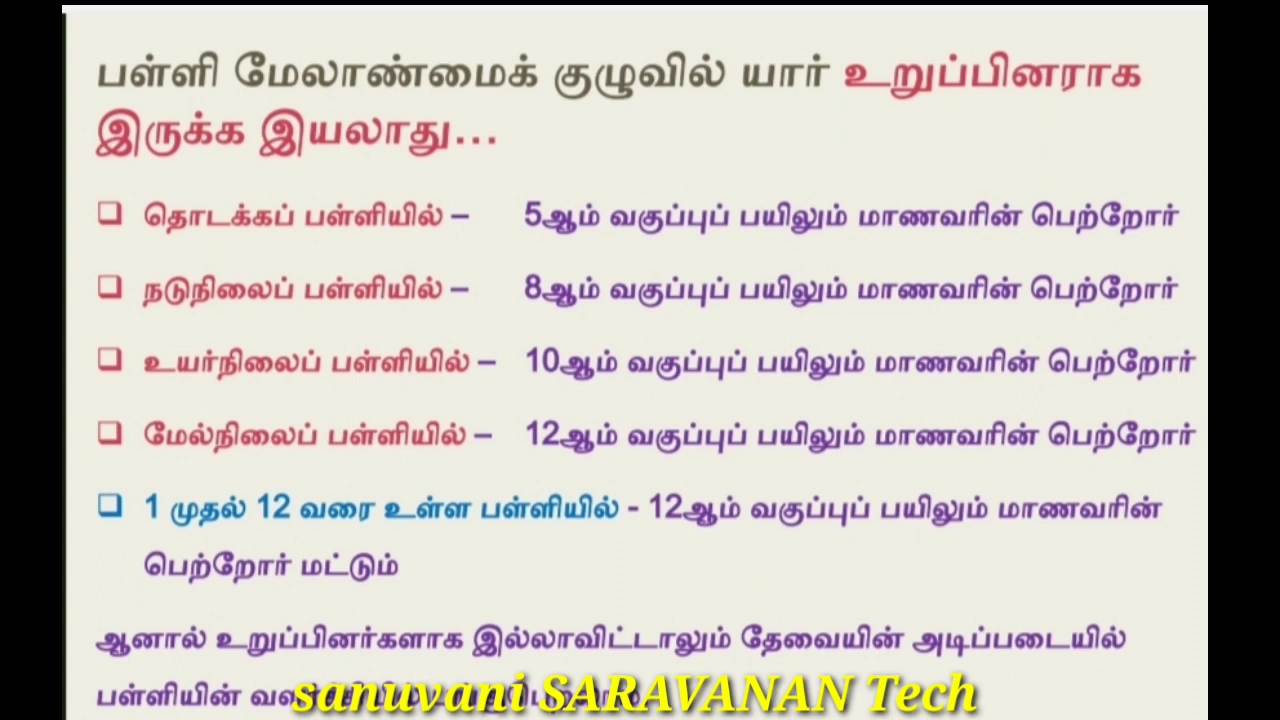 பள்ளி மேலாண்மைக் குழுவில் யார் உறுப்பினராக
இருக்க இயலாது...
❑ தொடக்கப் பள்ளியில் – 5ஆம் வகுப்புப் பயிலும் மாணவரின் பெற்றோர்
❑ நடுநிலைப் பள்ளியில் – 8ஆம் வகுப்புப் பயிலும் மாணவரின் பெற்றோர்
❑ உயர்நிலைப் பள்ளியில் – 10ஆம் வகுப்புப் பயிலும் மாணவரின் பெற்றோர்
❑ மேல்நிலைப் பள்ளியில் – 12ஆம் வகுப்புப் பயிலும் மாணவரின் பெற்றோர்
❑ 1 முதல் 12 வரை உள்ள பள்ளியில் - 12ஆம் வகுப்புப் பயிலும் மாணவரின்
பெற்றோர் மட்டும்
ஆனால் உறுப்பினர்களாக இல்லாவிட்டாலும் தேவையின் அடிப்படையில்
பள்ளியின்
sanuvani SARAVANAN Tech